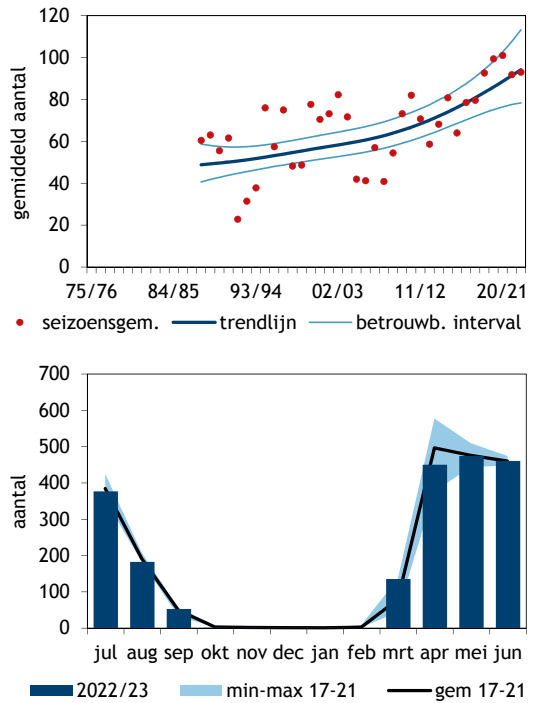 120
100
80
60
40
20
0
gemiddeld aantal
75/76 84/85 93/94 02/03 11/12 20/21
seizoensgem. trendlijn betrouwb. interval
700
600
500
400
300
200
100
0
aantal
jul aug sep okt nov dec jan feb mrt apr mei jun
2022/23 min-max 17-21 gem 17-21